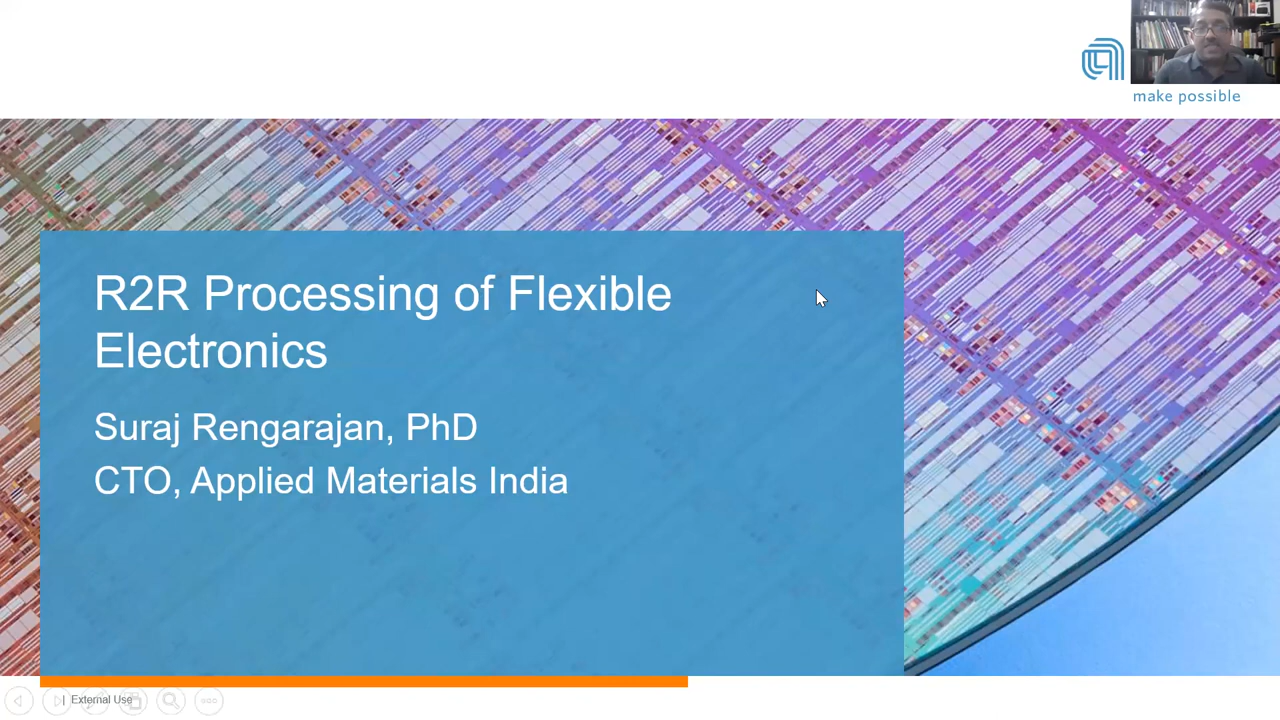 make possible
R2R Processing of Flexible
Electronics
Suraj Rengarajan, PhD
CTO, Applied Materials India
| External Use